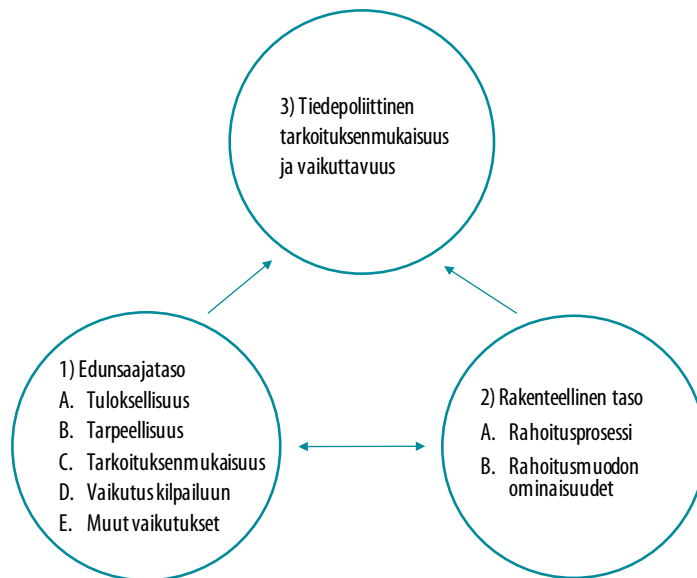 3) Tiedepoliittinen
tarkoituksenmukaisuus
ja vaikuttavuus
1) Edunsaajataso
A. Tuloksellisuus
B. Tarpeellisuus
C. Tarkoituksenmukaisuus
D. Vaikutus kilpailuun
E. Muut vaikutukset
2) Rakenteellinen taso
A. Rahoitusprosessi
B. Rahoitusmuodon
ominaisuudet